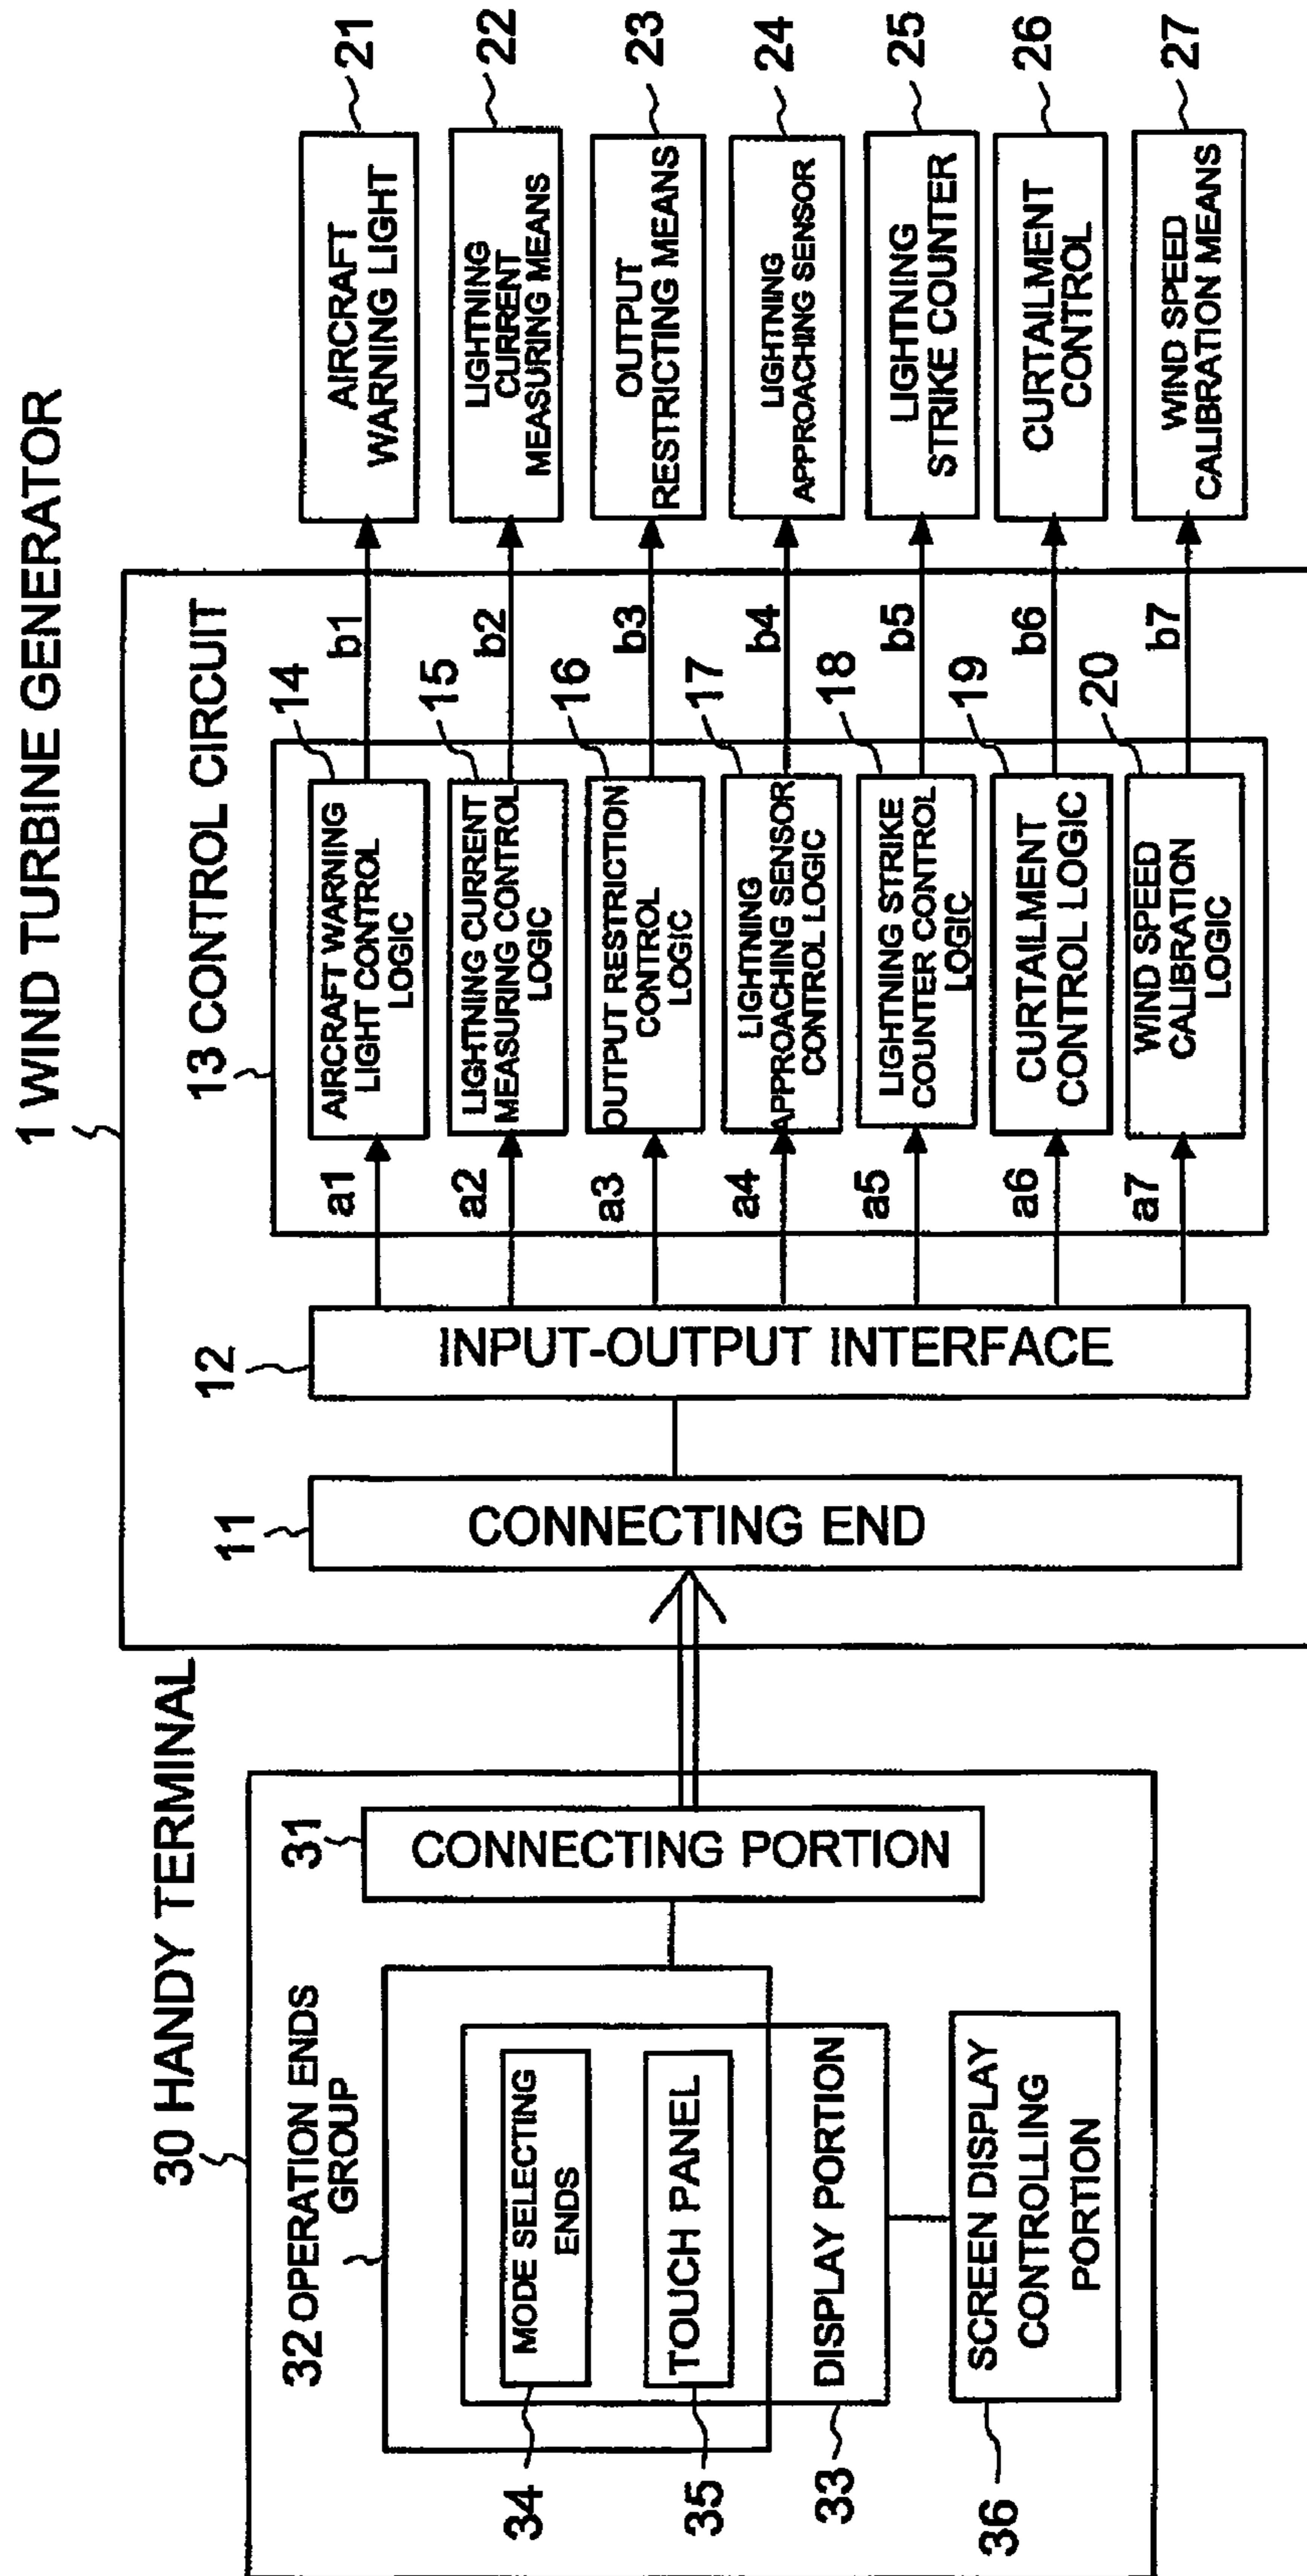 1 WIND TURBINE GENERATOR
30 HANDY TERMINAL
32 OPERATION ENDS
GROUP
34
MODE SELECTING
ENDS
35
TOUCH PANEL
33
DISPLAY PORTION
36
SCREEN DISPLAY
CONTROLLING
PORTION
31
CONNECTING PORTION
11
CONNECTING END
12
INPUT-OUTPUT INTERFACE
13 CONTROL CIRCUIT
a1
AIRCRAFT WARNING
LIGHT CONTROL
LOGIC
14
b1
AIRCRAFT
WARNING LIGHT
21
a2
LIGHTNING CURRENT
MEASURING CONTROL
LOGIC
15
b2
LIGHTNING
CURRENT
MEASURING MEANS
22
a3
OUTPUT RESTRICTION
CONTROL
LOGIC
16
b3
OUTPUT
RESTRICTING MEANS
23
a4
LIGHTNING
APPROACHING SENSOR
CONTROL LOGIC
17
b4
LIGHTNING
APPROACHING SENSOR
24
a5
LIGHTNING STRIKE
COUNTER CONTROL
LOGIC
18
b5
LIGHTNING
STRIKE COUNTER
25
a6
CURTAILMENT
CONTROL LOGIC
19
b6
CURTAILMENT
CONTROL
26
a7
WIND SPEED
CALIBRATION
LOGIC
20
b7
WIND SPEED
CALIBRATION MEANS
27